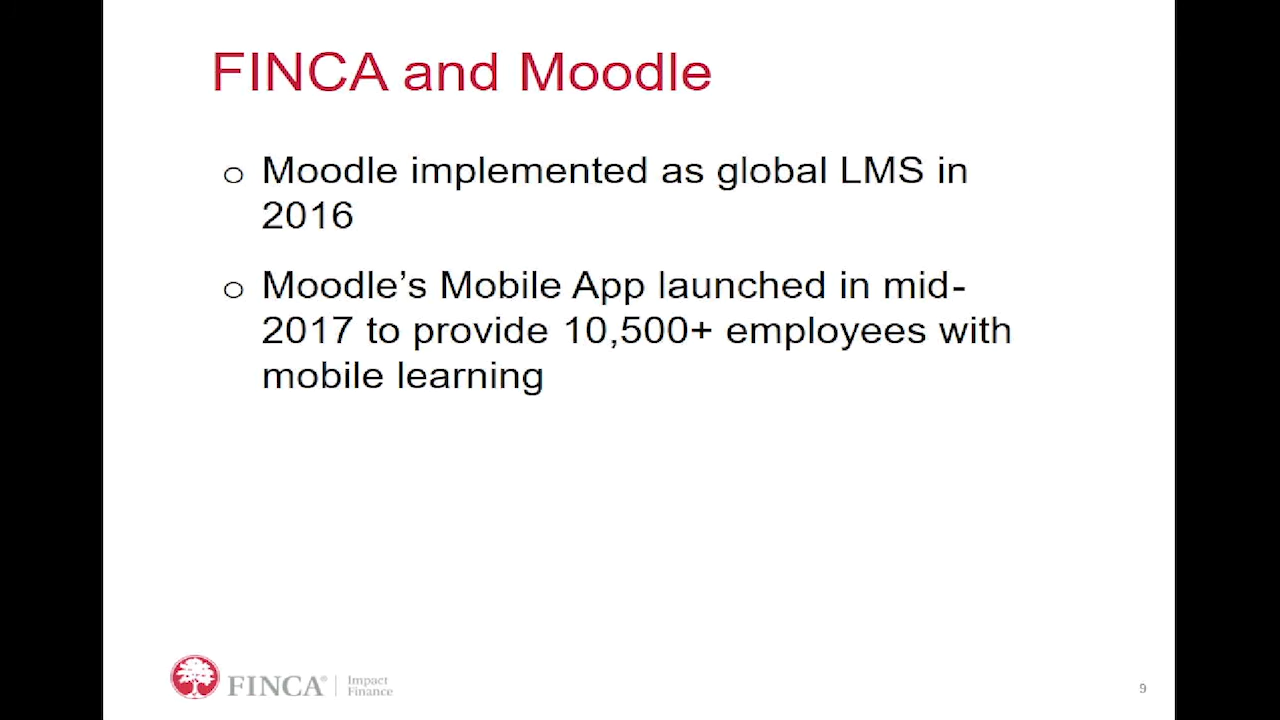 FINCA and Moodle
o Moodle implemented as global LMS in
2016
o Moodle’s Mobile App launched in mid-
2017 to provide 10,500+ employees with
mobile learning
FINCA® | Impact
Finance
9